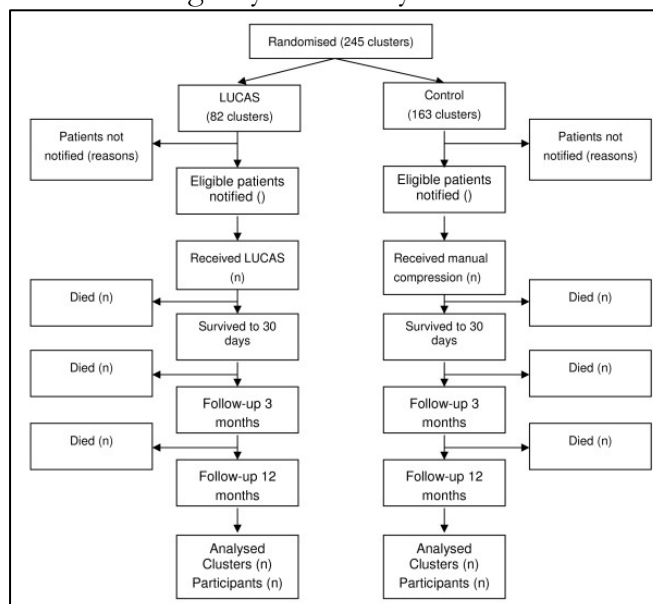 Randomised (245 clusters)
LUCAS
(82 clusters)
Control
(163 clusters)
Patients not
notified (reasons)
Patients not
notified (reasons)
Eligible patients
notified ()
Eligible patients
notified ()
Received LUCAS
(n)
Received manual
compression (n)
Died (n)
Died (n)
Survived to 30
days
Survived to 30
days
Died (n)
Died (n)
Follow-up 3
months
Follow-up 3
months
Died (n)
Died (n)
Follow-up 12
months
Follow-up 12
months
Analysed
Clusters (n)
Participants (n)
Analysed
Clusters (n)
Participants (n)